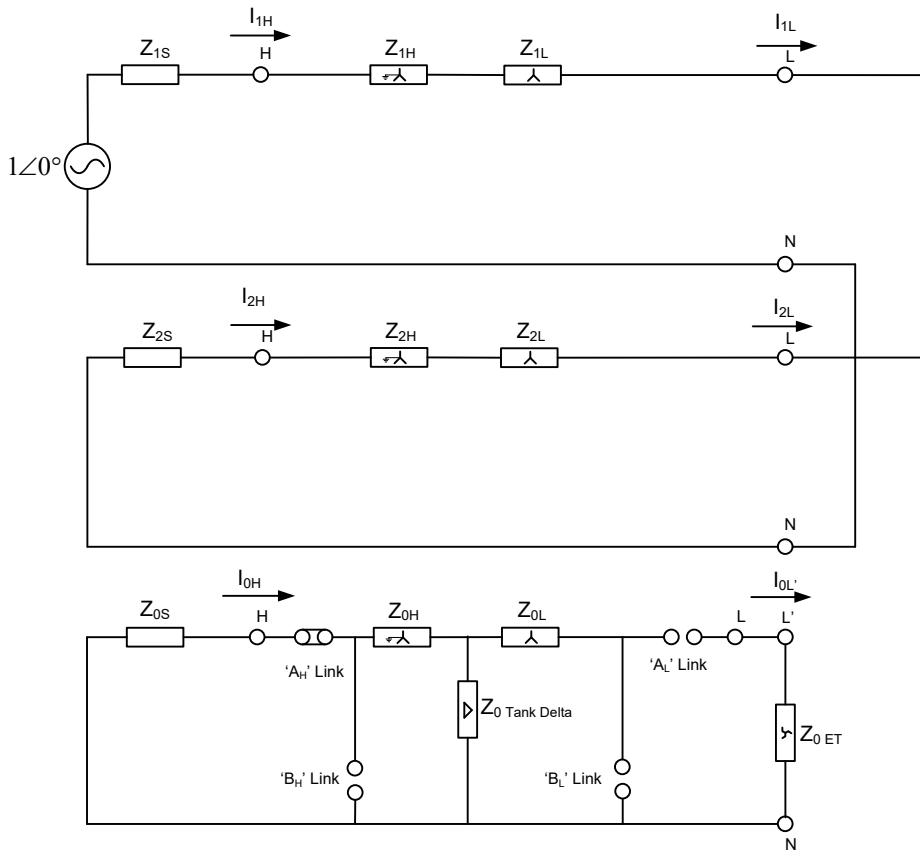 I1H
I1L
Z1S
H
Z1H
Z1L
L
1∠0°
N
I2H
I2L
Z2S
H
Z2H
Z2L
L
N
I0H
I0L'
Z0S
H
Z0H
Z0L
L
L'
'AH' Link
'AL' Link
Z0 Tank Delta
Z0 ET
'BH' Link
'BL' Link
N